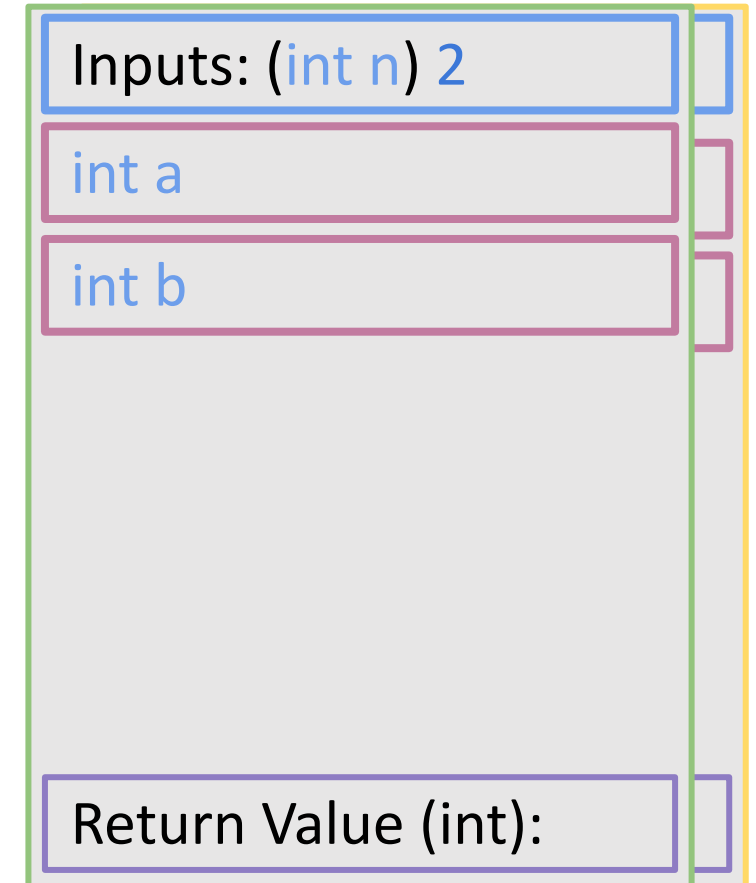 Inputs: (int n) 2
int a
int b
Return Value (int):